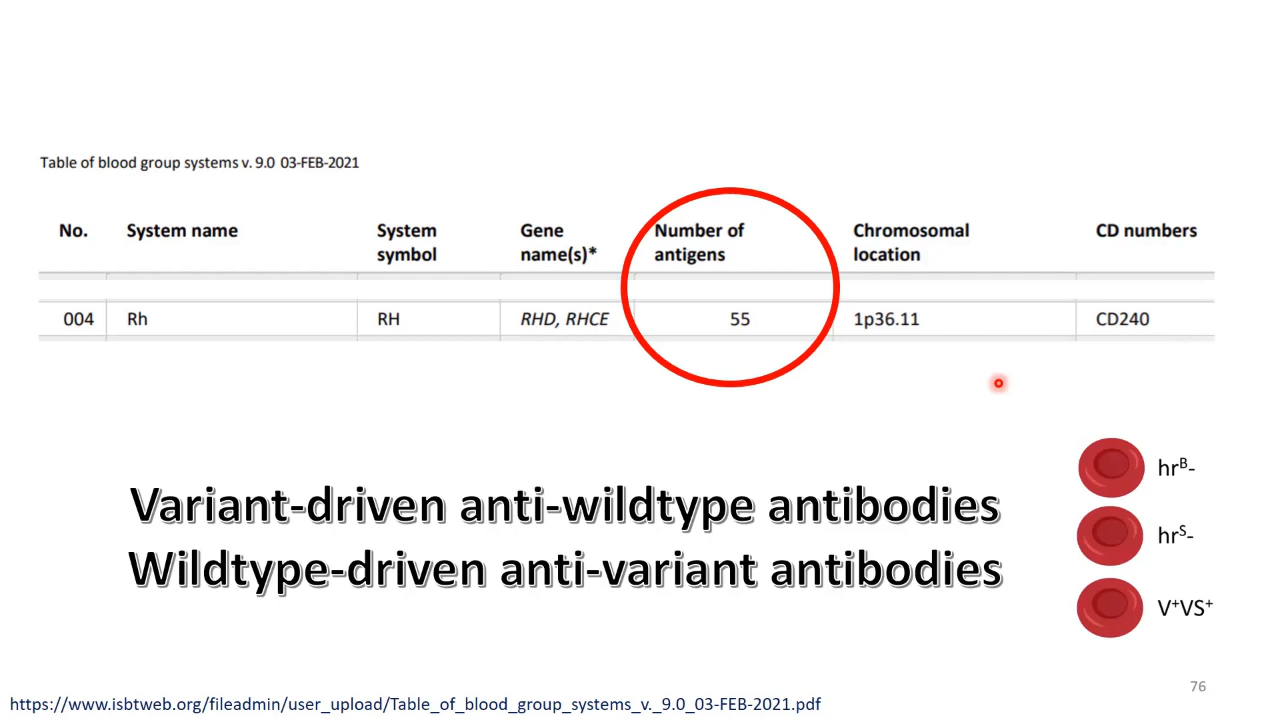 Table of blood group systems v. 9.0 03-FEB-2021
No. System name System symbol Gene name(s)* Number of antigens Chromosomal location CD numbers
004 Rh RH RHD, RHCE 55 1p36.11 CD240
Variant-driven anti-wildtype antibodies
Wildtype-driven anti-variant antibodies
hrᴮ-
hrˢ-
V⁺VS⁺
76
https://www.isbtweb.org/fileadmin/user_upload/Table_of_blood_group_systems_v._9.0_03-FEB-2021.pdf